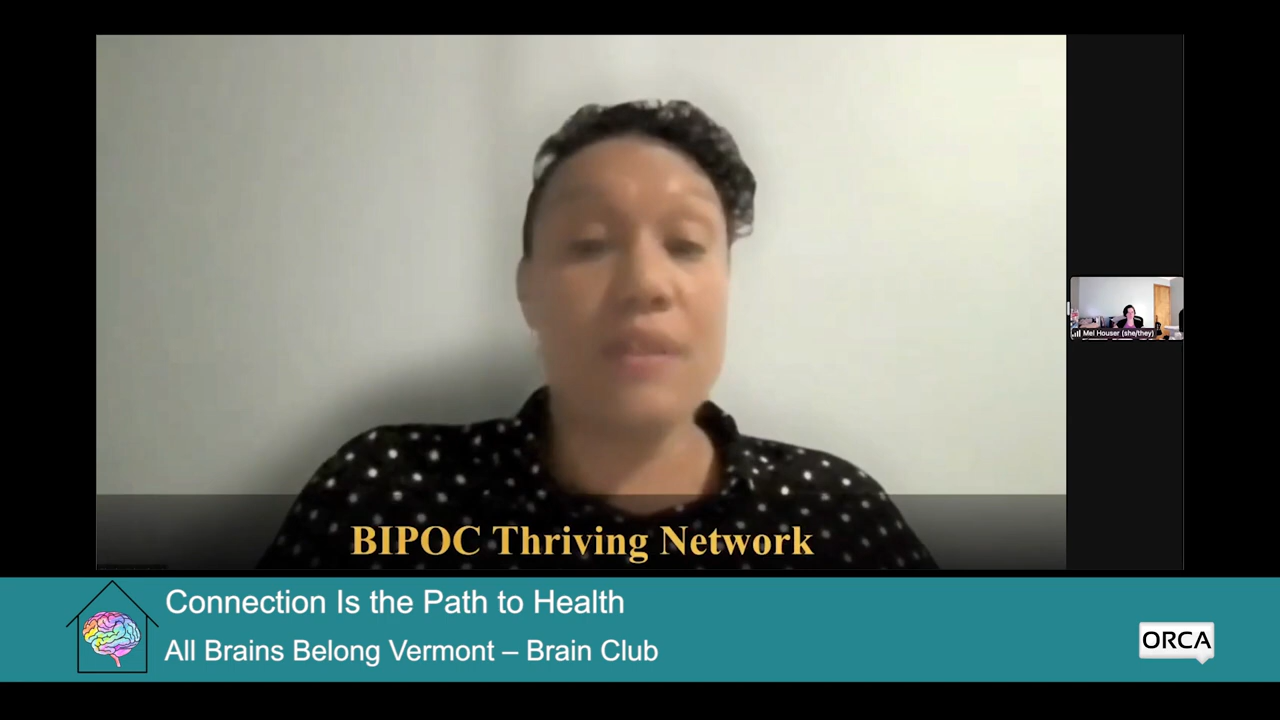 Mel Houser (she/they)
BIPOC Thriving Network
Connection Is the Path to Health
All Brains Belong Vermont – Brain Club
ORCA